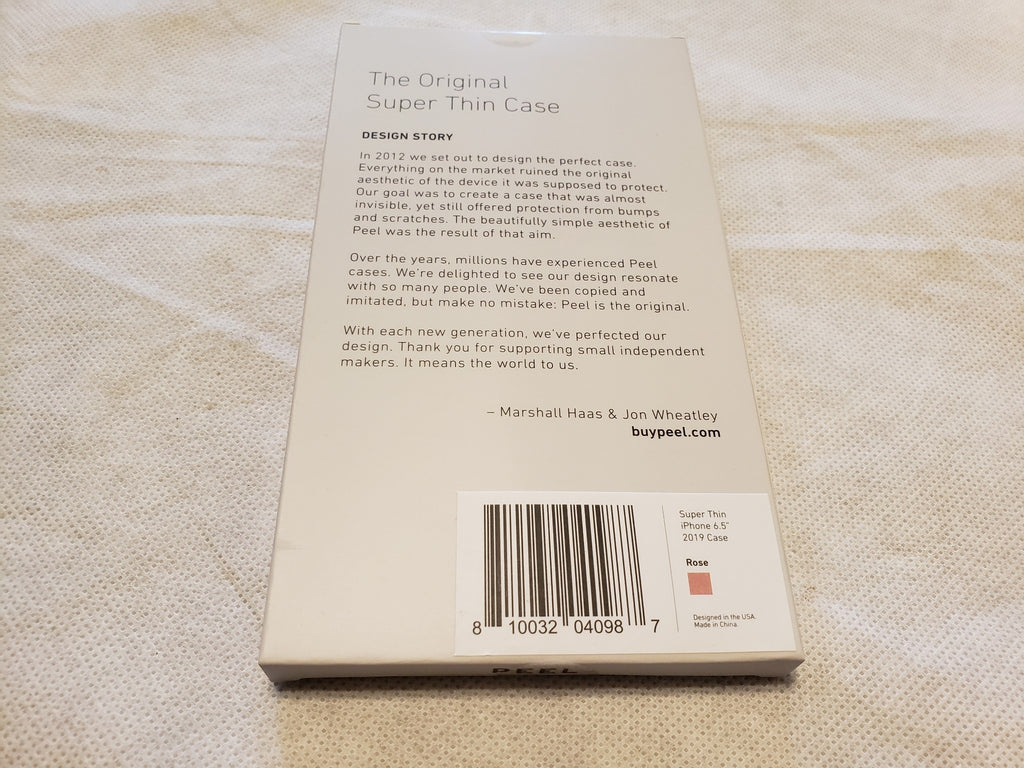 The Original
Super Thin Case
DESIGN STORY
In 2012 we set out to design the perfect case.
Everything on the market ruined the original
aesthetic of the device it was supposed to protect.
Our goal was to create a case that was almost
invisible, yet still offered protection from bumps
and scratches. The beautifully simple aesthetic of
Peel was the result of that aim.
Over the years, millions have experienced Peel
cases. We're delighted to see our design resonate
with so many people. We've been copied and
imitated, but make no mistake: Peel is the original.
With each new generation, we've perfected our
design. Thank you for supporting small independent
makers. It means the world to us.
– Marshall Haas & Jon Wheatley
buypeel.com
Super Thin
iPhone 6.5"
2019 Case
Rose
Designed in the USA.
Made in China.
8 10032 04098 7
PEEL